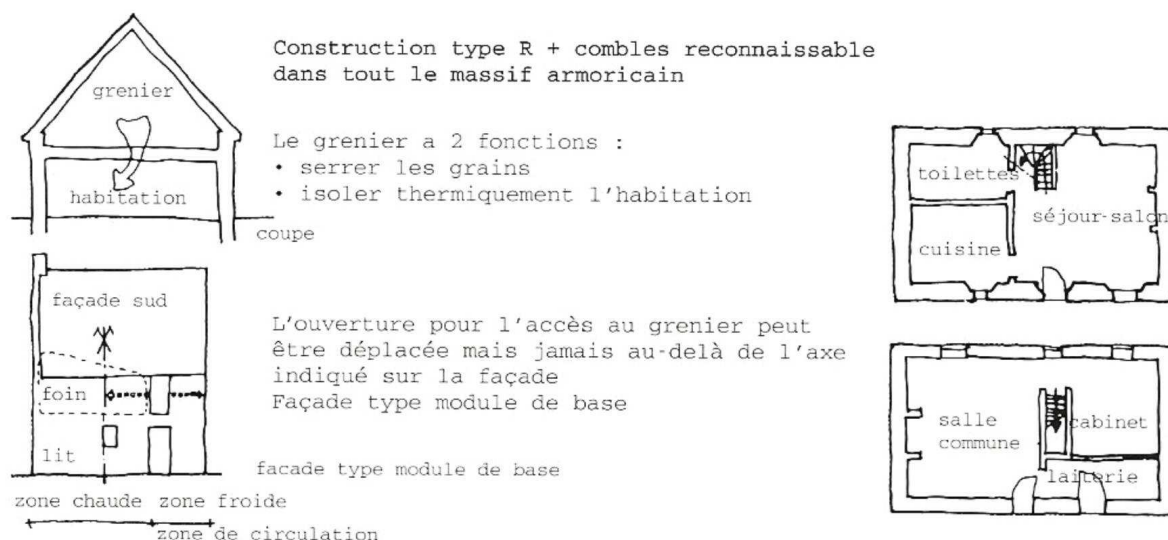 Construction type R + combles reconnaissable
dans tout le massif armoricain
grenier
habitation
coupe
Le grenier a 2 fonctions :
• serrer les grains
• isoler thermiquement l'habitation
façade sud
foin
lit
zone chaude
zone froide
zone de circulation
L'ouverture pour l'accès au grenier peut
être déplacée mais jamais au-delà de l'axe
indiqué sur la façade
Façade type module de base
facade type module de base
toilettes
séjour-salon
cuisine
salle
commune
cabinet
laiterie